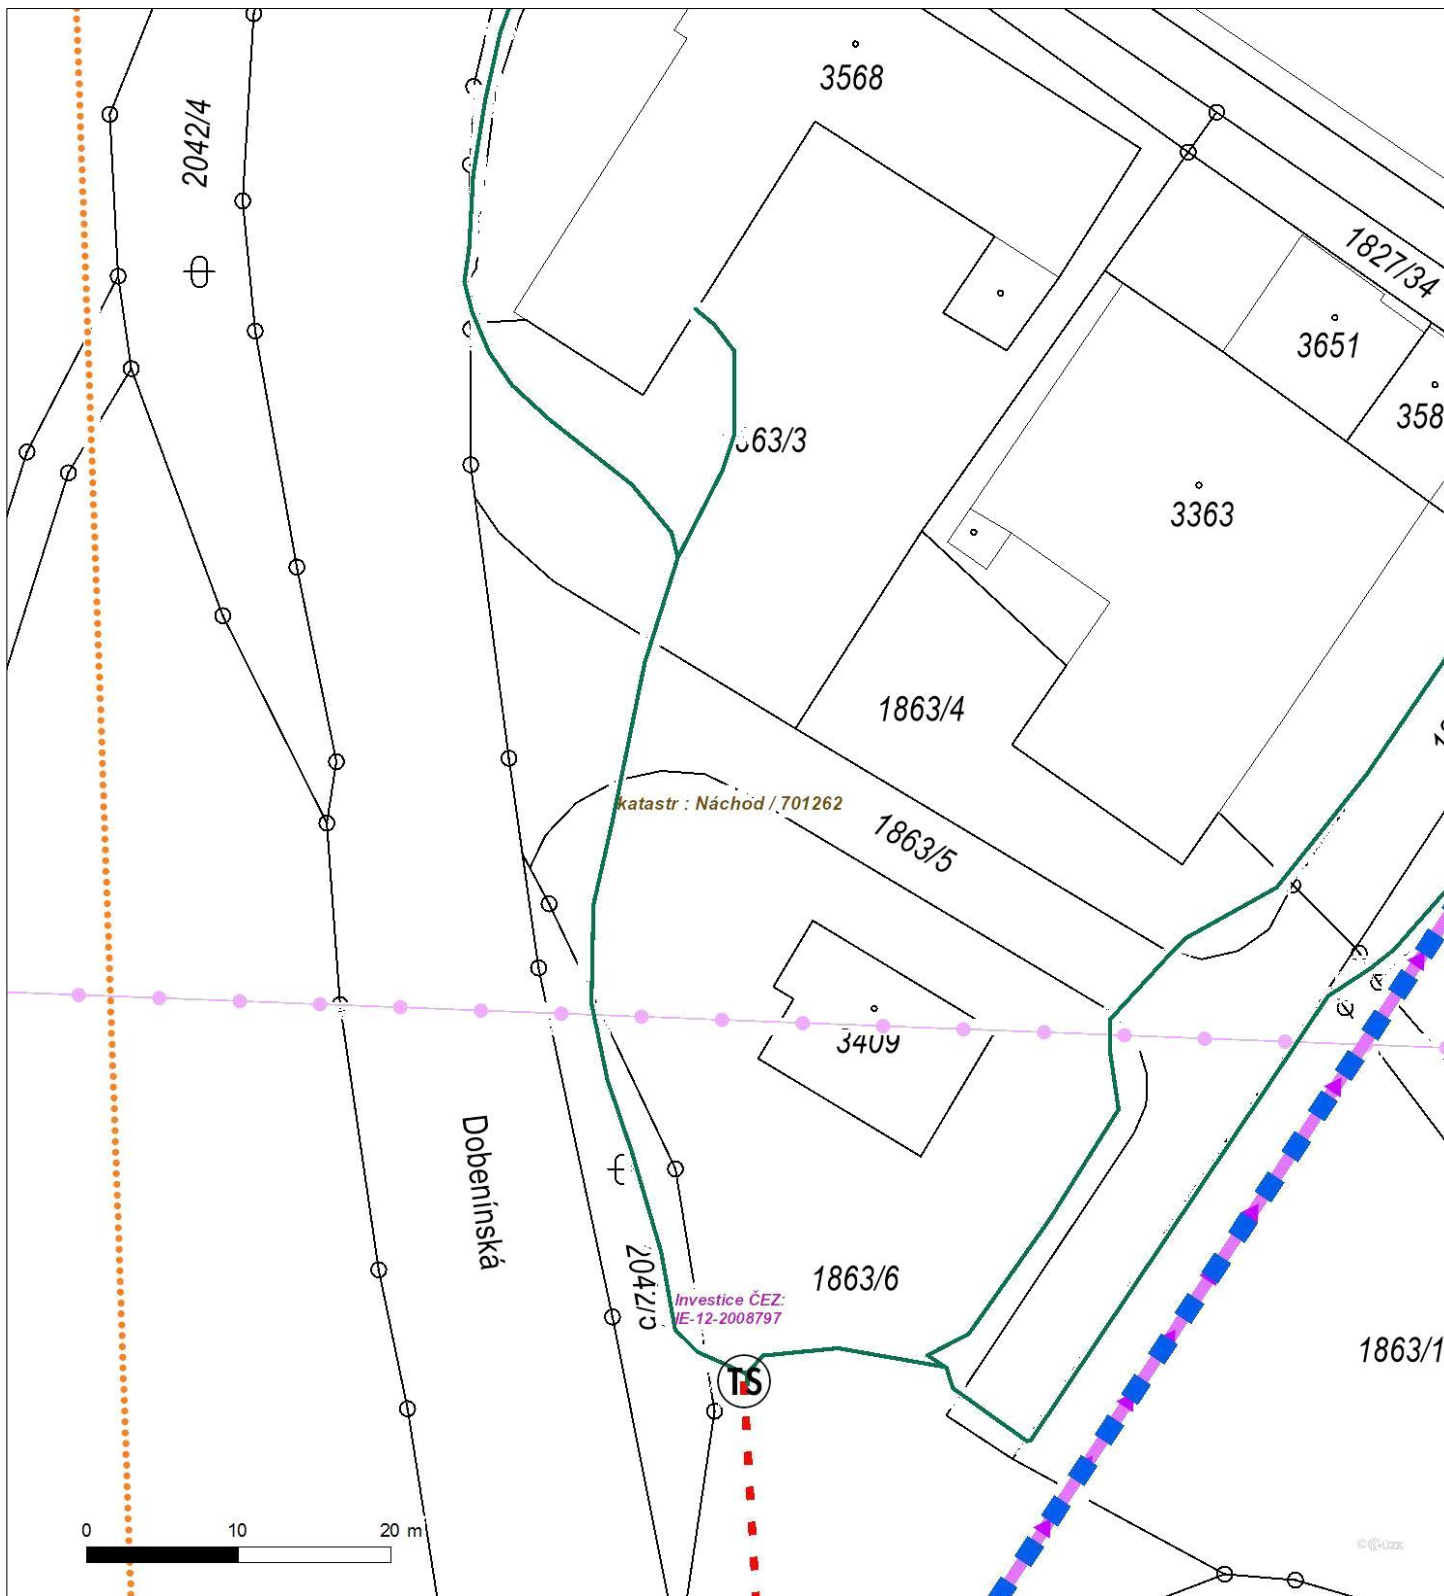 3568
2042/4
1827/34
3651
358
63/3
3363
1863/4
katastr : Náchod / 701262
1863/5
3409
Dobenínská
2042/5
1863/6
Investice ČEZ:
IE-12-2008797
1863/1
TS
0 10 20 m